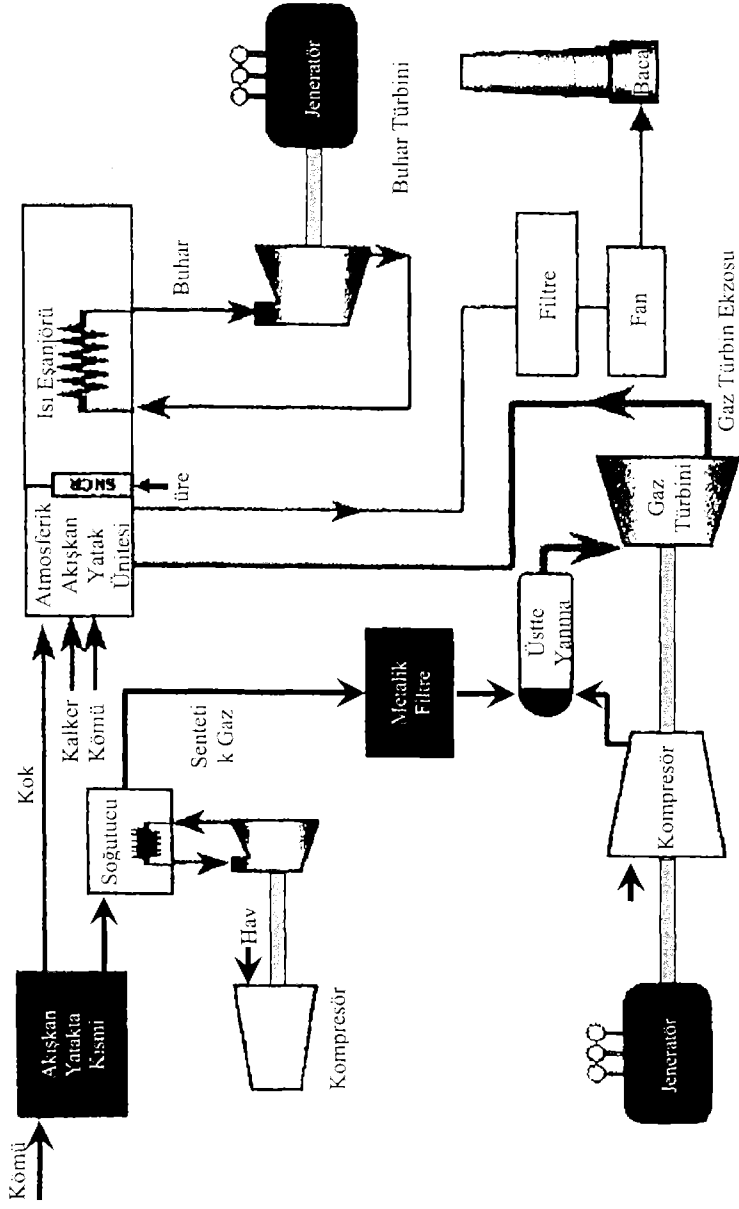 Kömü
Akışkan
Yatakta
Kısmi
Kok
Kalker
Kömü
Atmosferik
Akışkan
Yatak
Ünitesi
SNCR
üre
Isı Eşanjörü
Buhar
Jeneratör
Buhar Türbini
Soğutucu
Hav
Kompresör
Senteti
k Gaz
Metalik
Filtre
Üstte
Yanma
Filtre
Fan
Baca
Jeneratör
Kompresör
Gaz
Türbini
Gaz Türbin Ekzosu